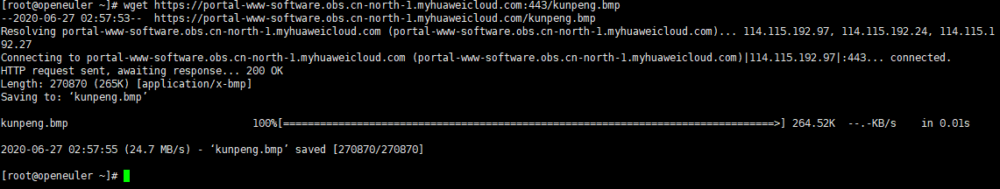 [root@openeuler ~]# wget https://portal-www-software.obs.cn-north-1.myhuaweicloud.com:443/kunpeng.bmp
--2020-06-27 02:57:53--  https://portal-www-software.obs.cn-north-1.myhuaweicloud.com/kunpeng.bmp
Resolving portal-www-software.obs.cn-north-1.myhuaweicloud.com (portal-www-software.obs.cn-north-1.myhuaweicloud.com)... 114.115.192.97, 114.115.192.24, 114.115.1
92.27
Connecting to portal-www-software.obs.cn-north-1.myhuaweicloud.com (portal-www-software.obs.cn-north-1.myhuaweicloud.com)|114.115.192.97|:443... connected.
HTTP request sent, awaiting response... 200 OK
Length: 270870 (265K) [application/x-bmp]
Saving to: ‘kunpeng.bmp’
kunpeng.bmp                              100%[================================================================================>] 264.52K  --.-KB/s    in 0.01s
2020-06-27 02:57:55 (24.7 MB/s) - ‘kunpeng.bmp’ saved [270870/270870]
[root@openeuler ~]#